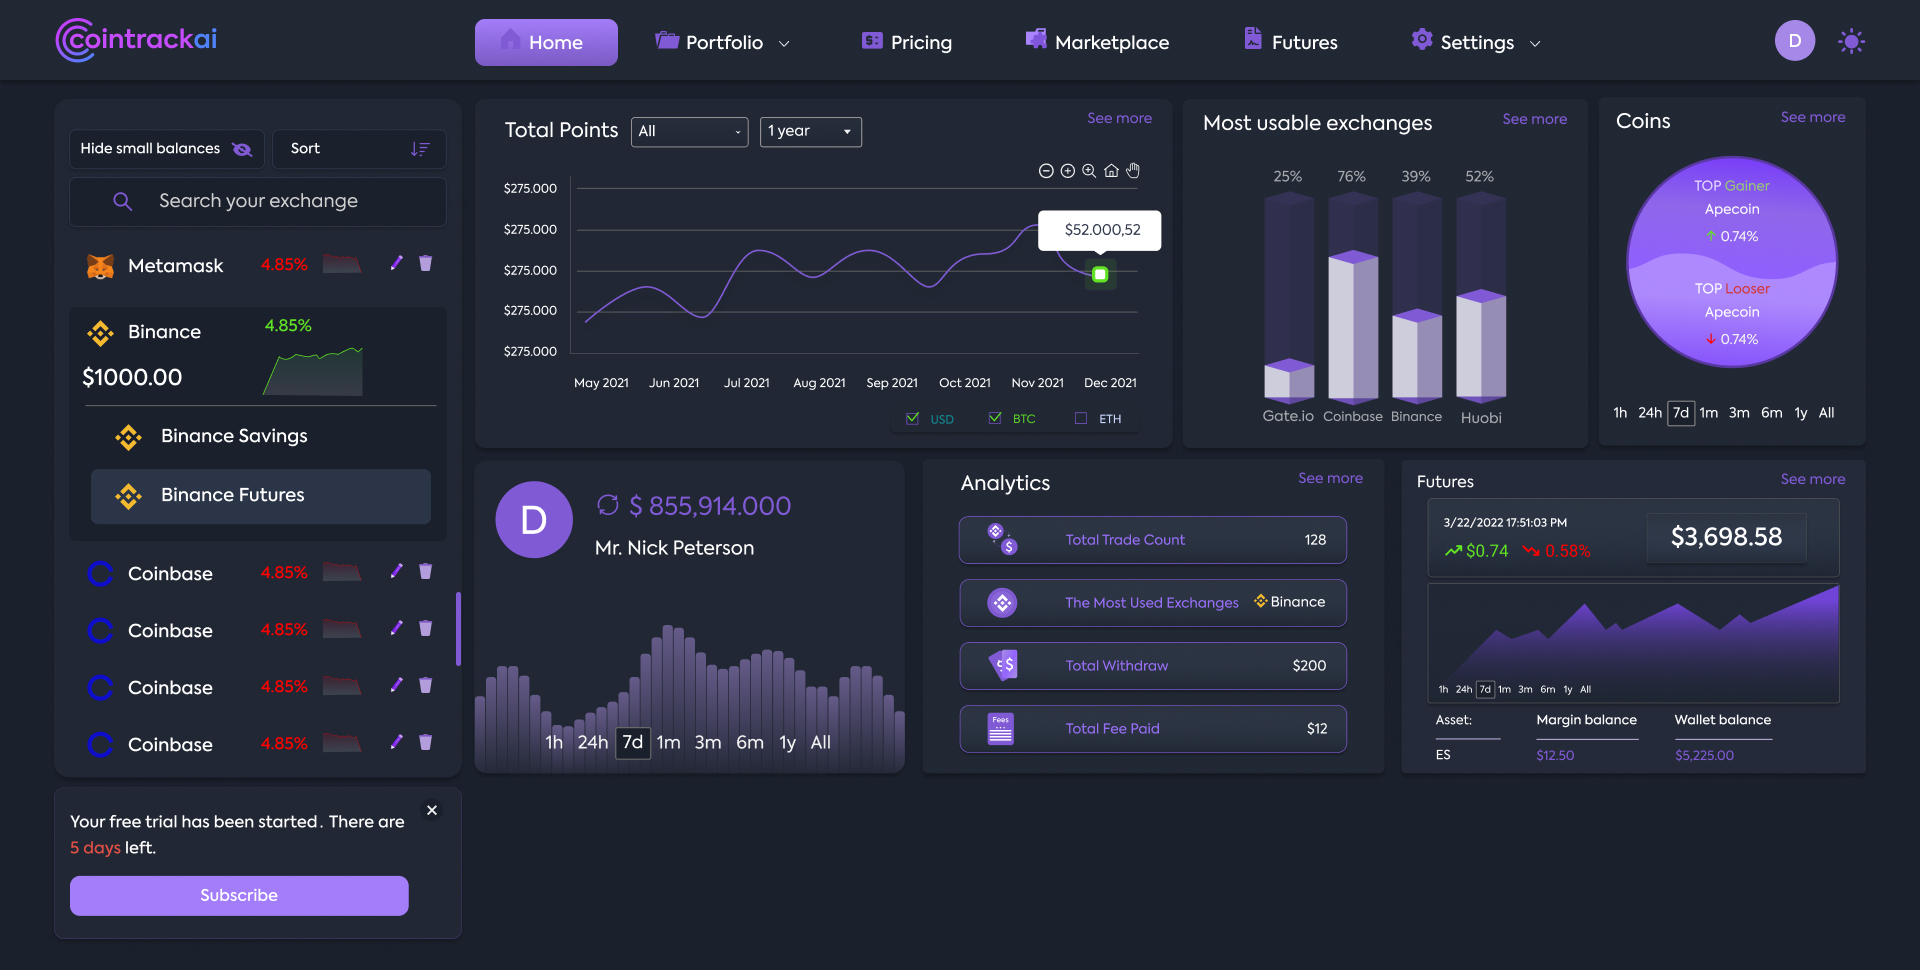 Cointrackai
Home
Portfolio
Pricing
Marketplace
Futures
Settings
D
Hide small balances
Sort
Search your exchange
Metamask 4.85%
Binance 4.85%
$1000.00
Binance Savings
Binance Futures
Coinbase 4.85%
Coinbase 4.85%
Coinbase 4.85%
Coinbase 4.85%
Your free trial has been started. There are
5 days left.
Subscribe
Total Points All 1 year See more
$275.000
$275.000
$275.000
$275.000
$275.000
$52.000,52
May 2021 Jun 2021 Jul 2021 Aug 2021 Sep 2021 Oct 2021 Nov 2021 Dec 2021
USD BTC ETH
Most usable exchanges See more
25% 76% 39% 52%
Gate.io Coinbase Binance Huobi
Coins See more
TOP Gainer
Apecoin
0.74%
TOP Looser
Apecoin
0.74%
1h 24h 7d 1m 3m 6m 1y All
D
$ 855,914.000
Mr. Nick Peterson
1h 24h 7d 1m 3m 6m 1y All
Analytics See more
$ Total Trade Count 128
The Most Used Exchanges Binance
$ $ Total Withdraw $200
Fees Total Fee Paid $12
Futures See more
3/22/2022 17:51:03 PM
$0.74 0.58%
$3,698.58
1h 24h 7d 1m 3m 6m 1y All
Asset: Margin balance Wallet balance
ES $12.50 $5,225.00